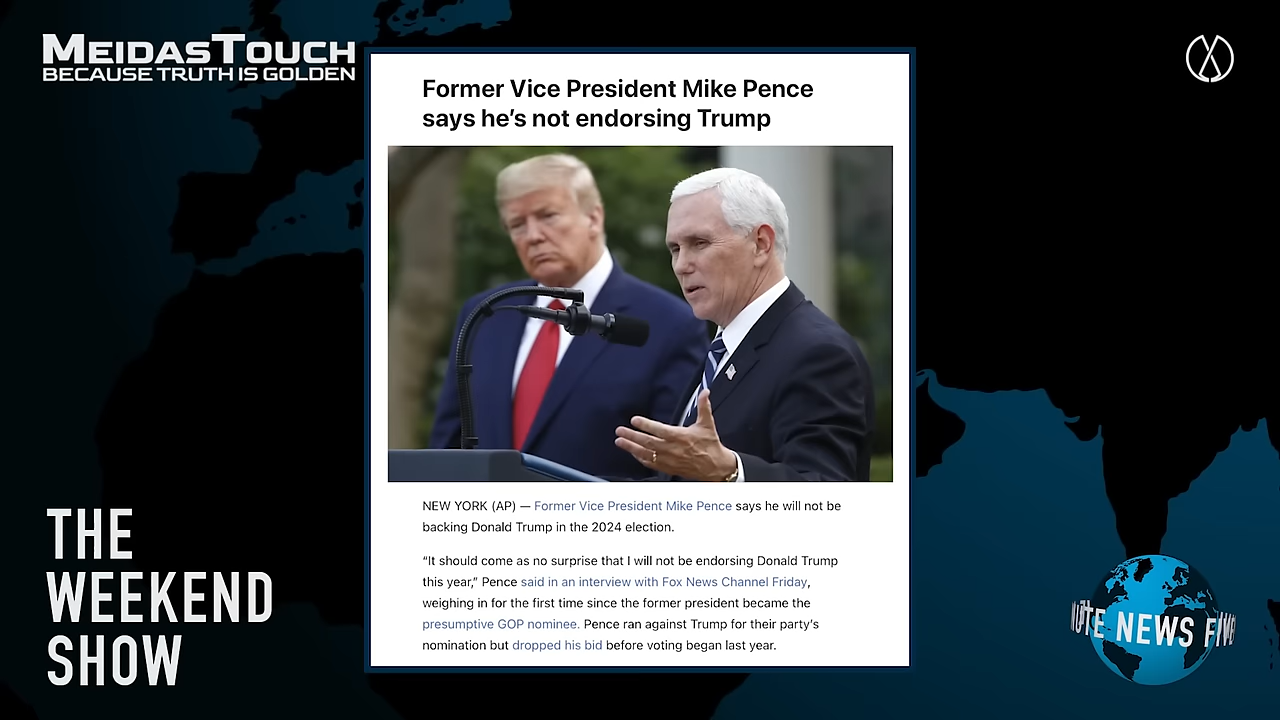 MEIDASTOUCH
BECAUSE TRUTH IS GOLDEN
Former Vice President Mike Pence
says he’s not endorsing Trump
NEW YORK (AP) — Former Vice President Mike Pence says he will not be
backing Donald Trump in the 2024 election.
“It should come as no surprise that I will not be endorsing Donald Trump
this year,” Pence said in an interview with Fox News Channel Friday,
weighing in for the first time since the former president became the
presumptive GOP nominee. Pence ran against Trump for their party’s
nomination but dropped his bid before voting began last year.
THE
WEEKEND
SHOW
NEWS